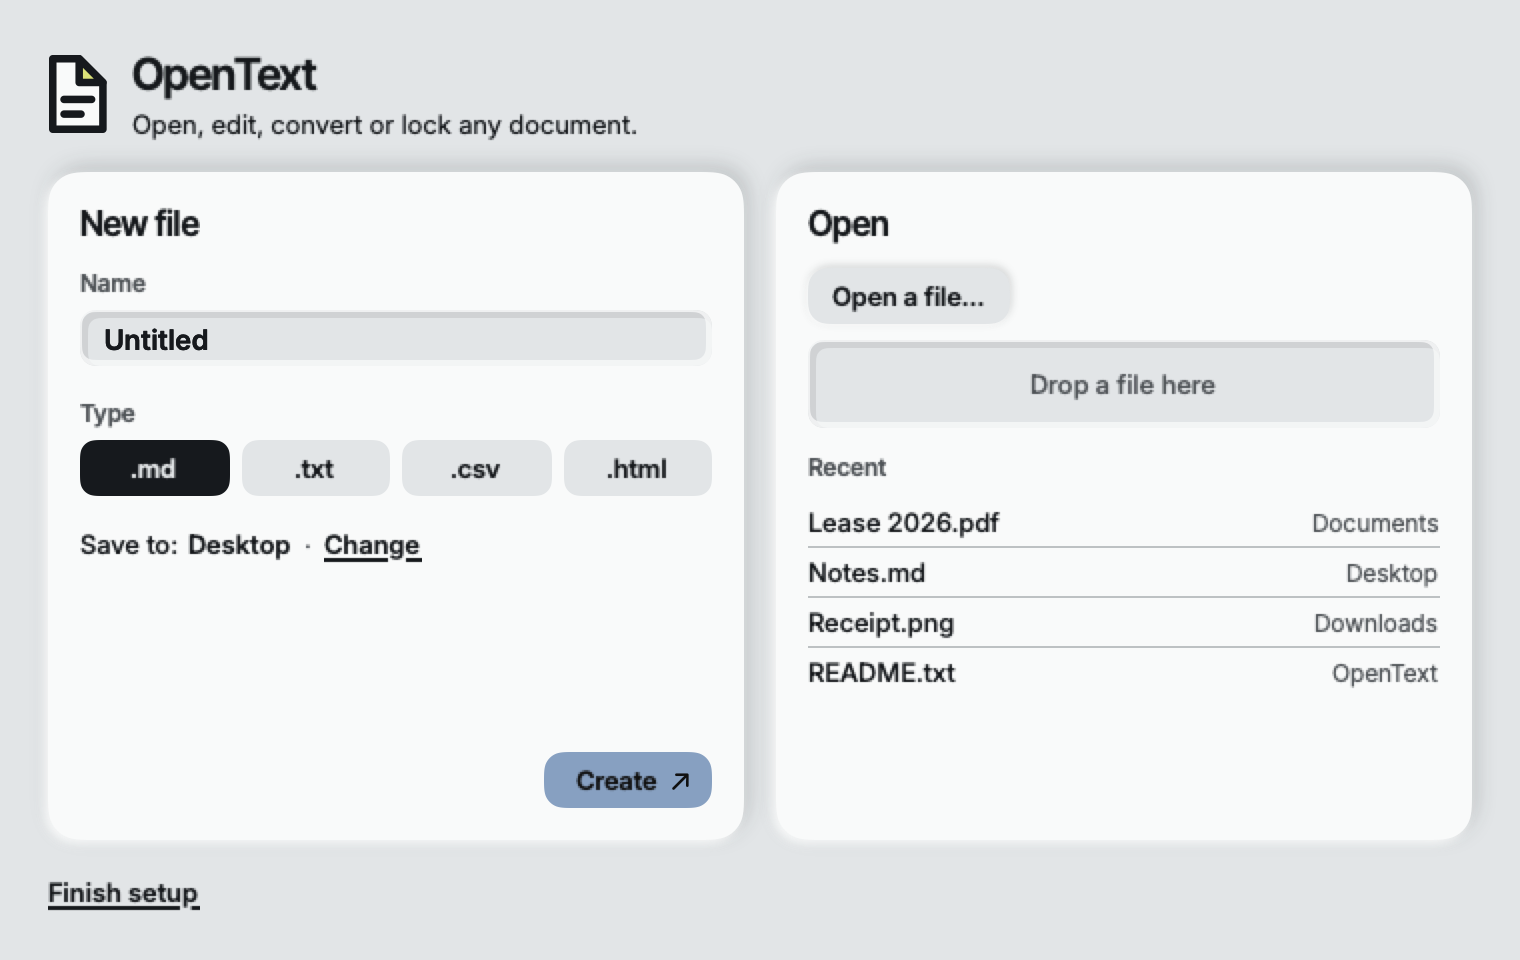 OpenText
Open, edit, convert or lock any document.
New file
Name
Untitled
Type
.md .txt .csv .html
Save to: Desktop · Change
Create
Open
Open a file...
Drop a file here
Recent
Lease 2026.pdf Documents
Notes.md Desktop
Receipt.png Downloads
README.txt OpenText
Finish setup